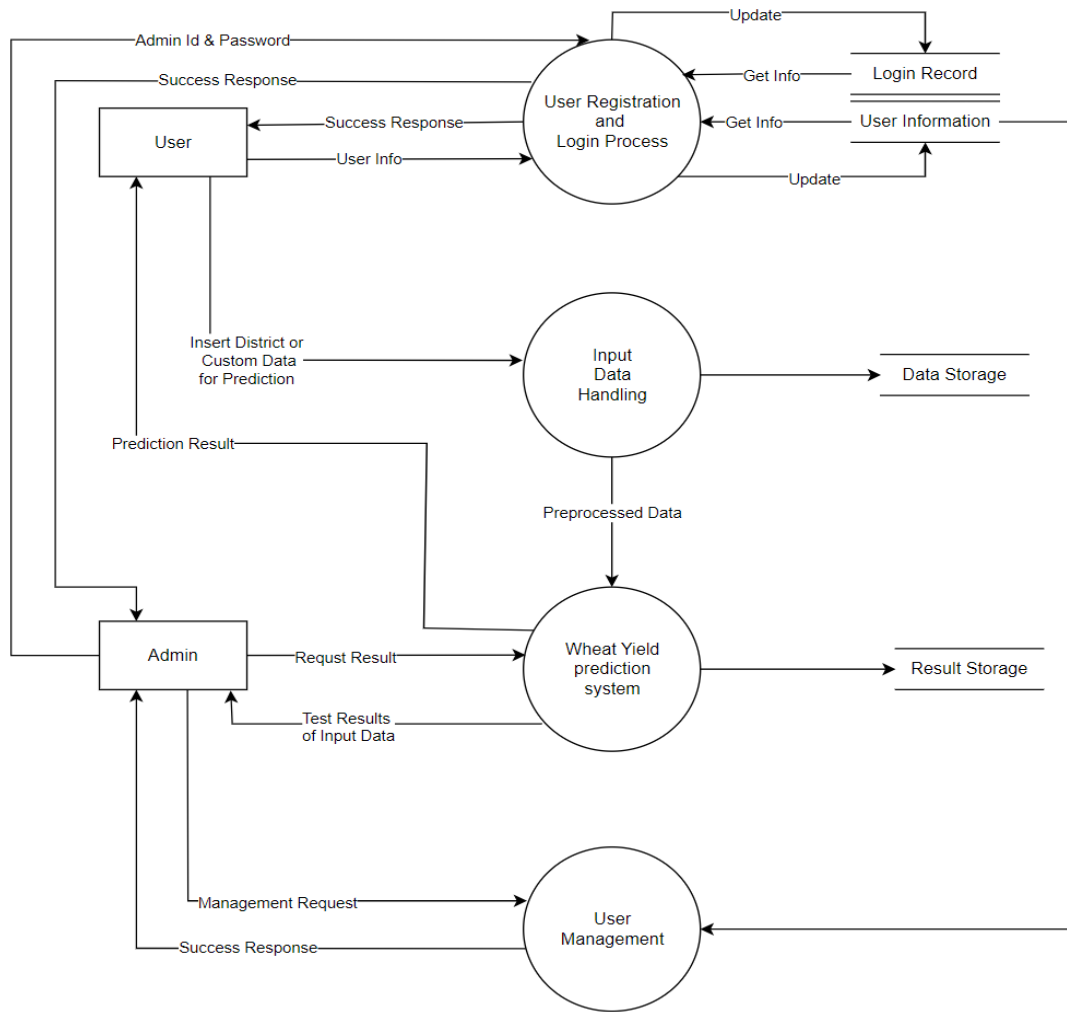 Update
Admin Id & Password
Success Response
Get Info
Login Record
User Registration
and
Login Process
Success Response
Get Info
User Information
User
User Info
Update
Insert District or
Custom Data
for Prediction
Input
Data
Handling
Data Storage
Prediction Result
Preprocessed Data
Admin
Requst Result
Wheat Yield
prediction
system
Result Storage
Test Results
of Input Data
Management Request
User
Management
Success Response